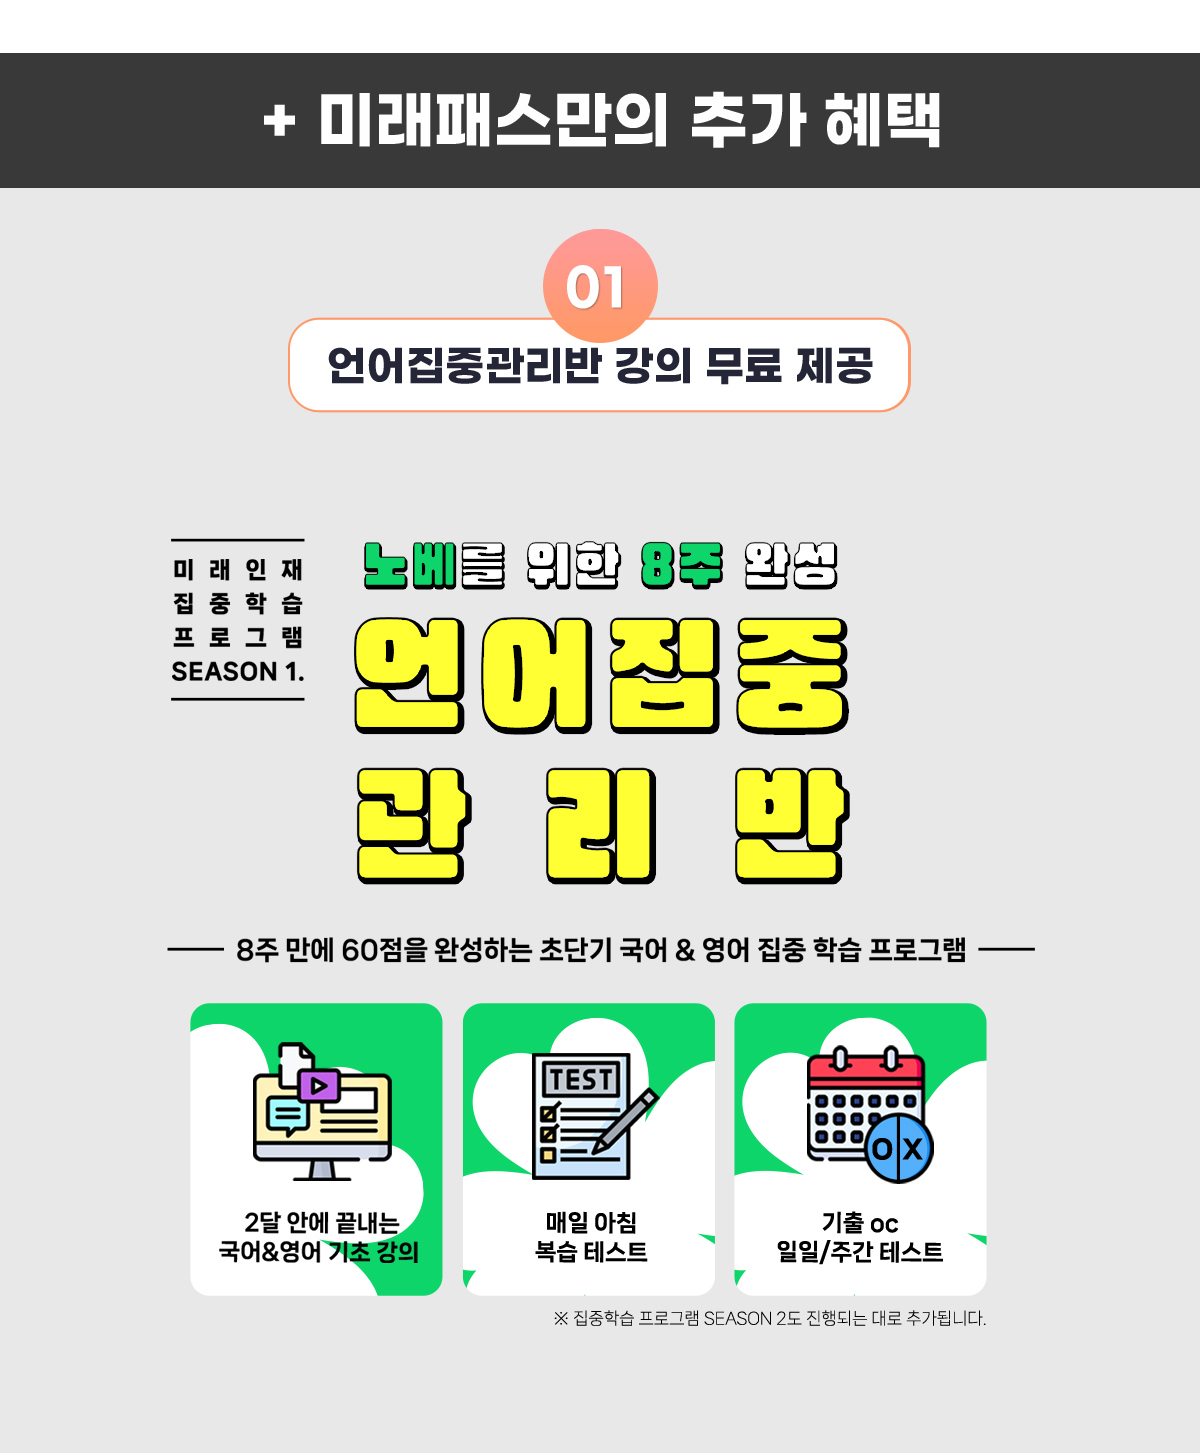 + 미래패스만의 추가 혜택
01
언어집중관리반 강의 무료 제공
미래인재
집중학습
프로그램
SEASON 1.
노베를 위한 8주 완성
언어집중
관리반
8주 만에 60점을 완성하는 초단기 국어 & 영어 집중 학습 프로그램
2달 안에 끝내는
국어&영어 기초 강의
TEST
매일 아침
복습 테스트
O X
기출 oc
일일/주간 테스트
※ 집중학습 프로그램 SEASON 2도 진행되는 대로 추가됩니다.